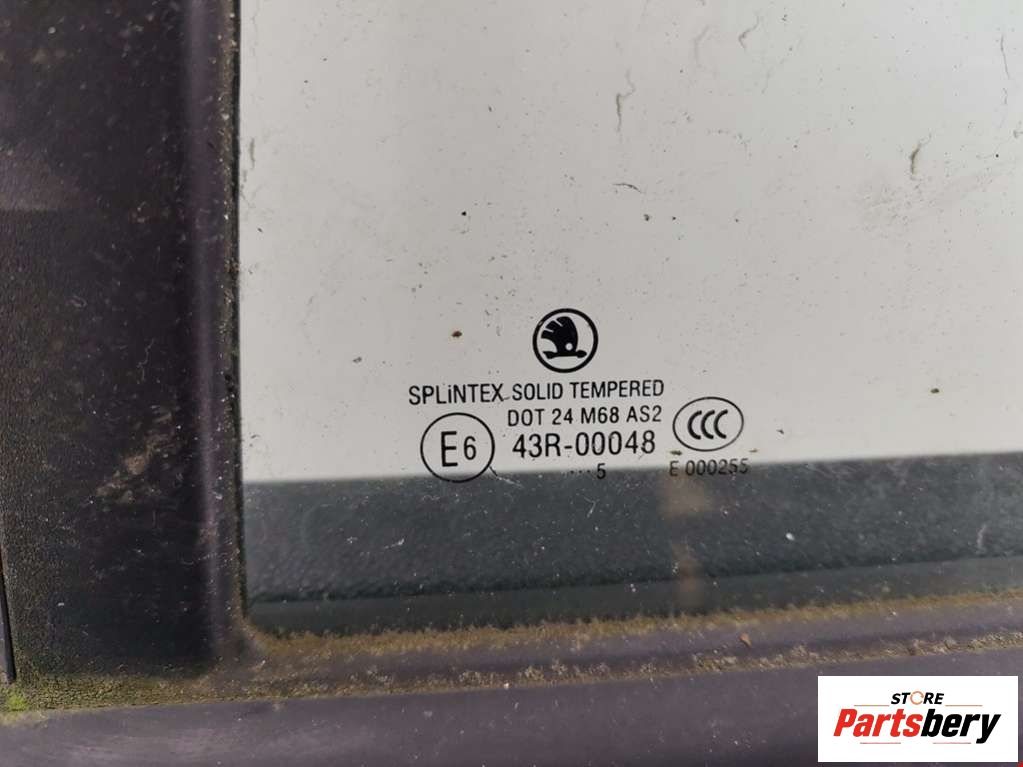 SPLiNTEX SOLID TEMPERED
DOT 24 M68 AS2
CCC
E6
43R-00048
... 5
E 000255
STORE
Partsbery